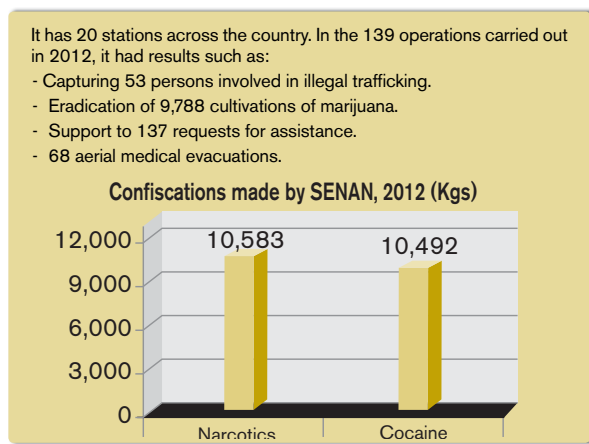 It has 20 stations across the country. In the 139 operations carried out
in 2012, it had results such as:
- Capturing 53 persons involved in illegal trafficking.
- Eradication of 9,788 cultivations of marijuana.
- Support to 137 requests for assistance.
- 68 aerial medical evacuations.
Confiscations made by SENAN, 2012 (Kgs)
12,000
10,583
10,492
9,000
6,000
3,000
0
Narcotics
Cocaine